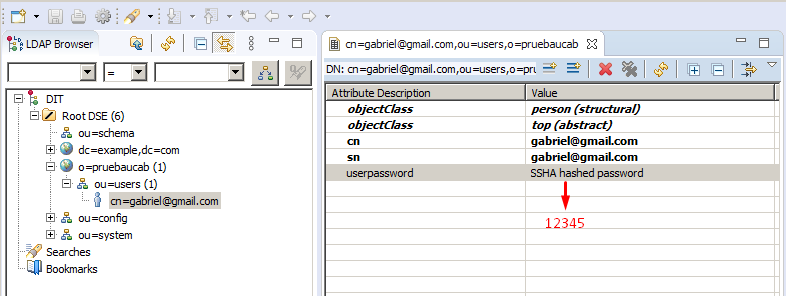 LDAP Browser
=
DIT
Root DSE (6)
ou=schema
dc=example,dc=com
o=pruebaucab (1)
ou=users (1)
cn=gabriel@gmail.com
ou=config
ou=system
Searches
Bookmarks
cn=gabriel@gmail.com,ou=users,o=pruebaucab
DN: cn=gabriel@gmail.com,ou=users,o=pru
Attribute Description Value
objectClass person (structural)
objectClass top (abstract)
cn gabriel@gmail.com
sn gabriel@gmail.com
userpassword SSHA hashed password
12345